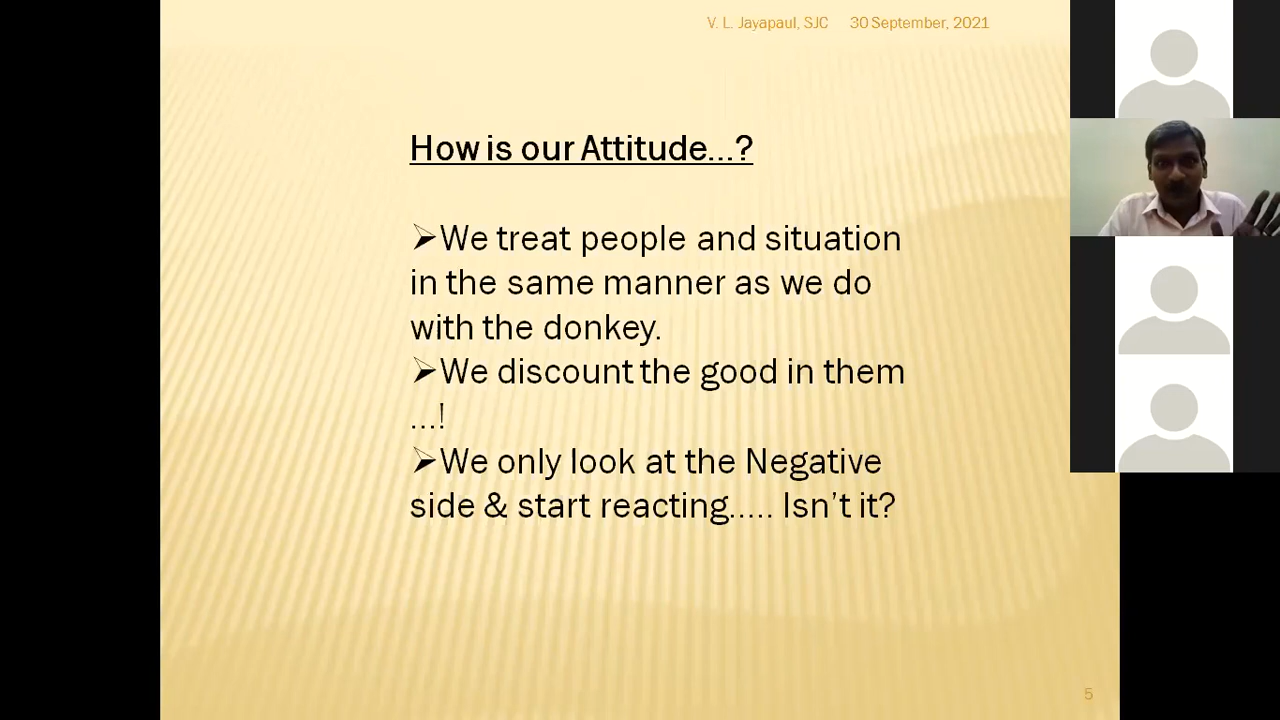 V. L. Jayapaul, SJC 30 September, 2021
How is our Attitude...?
➢We treat people and situation
in the same manner as we do
with the donkey.
➢We discount the good in them
...!
➢We only look at the Negative
side & start reacting..... Isn't it?
5